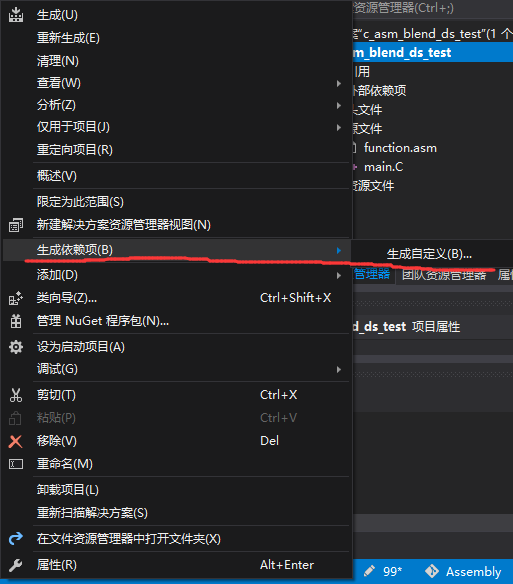 生成(U)
重新生成(E)
清理(N)
查看(W)
分析(Z)
仅用于项目(J)
重定向项目(R)
概述(V)
限定为此范围(S)
新建解决方案资源管理器视图(N)
生成依赖项(B)
添加(D)
类向导(Z)... Ctrl+Shift+X
管理 NuGet 程序包(N)...
设为启动项目(A)
调试(G)
剪切(T) Ctrl+X
粘贴(P) Ctrl+V
移除(V) Del
重命名(M)
卸载项目(L)
重新扫描解决方案(S)
在文件资源管理器中打开文件夹(X)
属性(R) Alt+Enter
资源管理器(Ctrl+;)
"c_asm_blend_ds_test"(1 个
m_blend_ds_test
引用
外部依赖项
头文件
源文件
function.asm
main.C
资源文件
生成自定义(B)...
管理器 团队资源管理器 属
d_ds_test 项目属性
99* Assembly